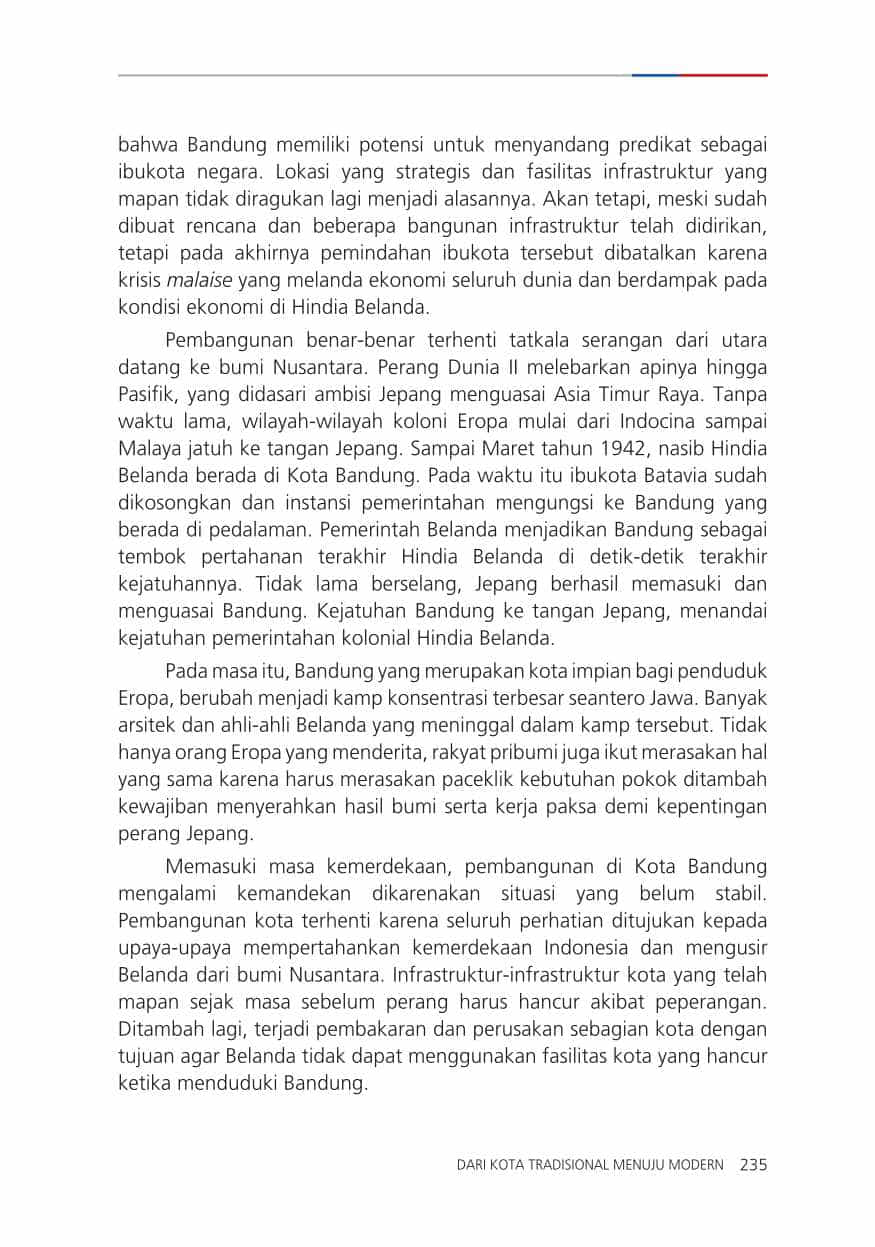 bahwa Bandung memiliki potensi untuk menyandang predikat sebagai
ibukota negara. Lokasi yang strategis dan fasilitas infrastruktur yang
mapan tidak diragukan lagi menjadi alasannya. Akan tetapi, meski sudah
dibuat rencana dan beberapa bangunan infrastruktur telah didirikan,
tetapi pada akhirnya pemindahan ibukota tersebut dibatalkan karena
krisis malaise yang melanda ekonomi seluruh dunia dan berdampak pada
kondisi ekonomi di Hindia Belanda.
Pembangunan benar-benar terhenti tatkala serangan dari utara
datang ke bumi Nusantara. Perang Dunia II melebarkan apinya hingga
Pasifik, yang didasari ambisi Jepang menguasai Asia Timur Raya. Tanpa
waktu lama, wilayah-wilayah koloni Eropa mulai dari Indocina sampai
Malaya jatuh ke tangan Jepang. Sampai Maret tahun 1942, nasib Hindia
Belanda berada di Kota Bandung. Pada waktu itu ibukota Batavia sudah
dikosongkan dan instansi pemerintahan mengungsi ke Bandung yang
berada di pedalaman. Pemerintah Belanda menjadikan Bandung sebagai
tembok pertahanan terakhir Hindia Belanda di detik-detik terakhir
kejatuhannya. Tidak lama berselang, Jepang berhasil memasuki dan
menguasai Bandung. Kejatuhan Bandung ke tangan Jepang, menandai
kejatuhan pemerintahan kolonial Hindia Belanda.
Pada masa itu, Bandung yang merupakan kota impian bagi penduduk
Eropa, berubah menjadi kamp konsentrasi terbesar seantero Jawa. Banyak
arsitek dan ahli-ahli Belanda yang meninggal dalam kamp tersebut. Tidak
hanya orang Eropa yang menderita, rakyat pribumi juga ikut merasakan hal
yang sama karena harus merasakan paceklik kebutuhan pokok ditambah
kewajiban menyerahkan hasil bumi serta kerja paksa demi kepentingan
perang Jepang.
Memasuki masa kemerdekaan, pembangunan di Kota Bandung
mengalami kemandekan dikarenakan situasi yang belum stabil.
Pembangunan kota terhenti karena seluruh perhatian ditujukan kepada
upaya-upaya mempertahankan kemerdekaan Indonesia dan mengusir
Belanda dari bumi Nusantara. Infrastruktur-infrastruktur kota yang telah
mapan sejak masa sebelum perang harus hancur akibat peperangan.
Ditambah lagi, terjadi pembakaran dan perusakan sebagian kota dengan
tujuan agar Belanda tidak dapat menggunakan fasilitas kota yang hancur
ketika menduduki Bandung.
DARI KOTA TRADISIONAL MENUJU MODERN 235